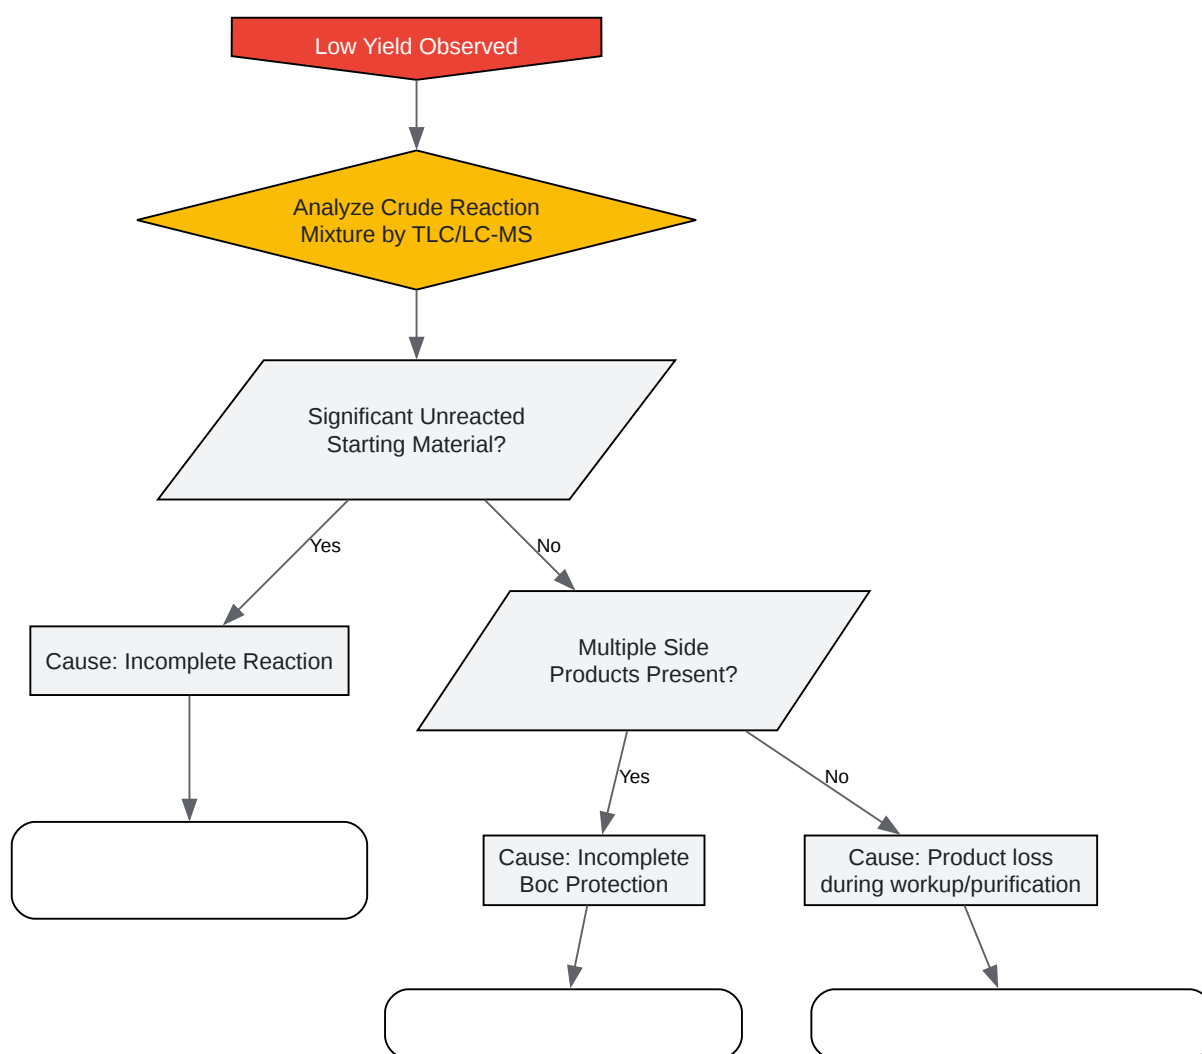 Low Yield Observed
Analyze Crude Reaction
Mixture by TLC/LC-MS
Significant Unreacted
Starting Material?
Yes
No
Cause: Incomplete Reaction
Multiple Side
Products Present?
Yes
No
Cause: Incomplete
Boc Protection
Cause: Product loss
during workup/purification